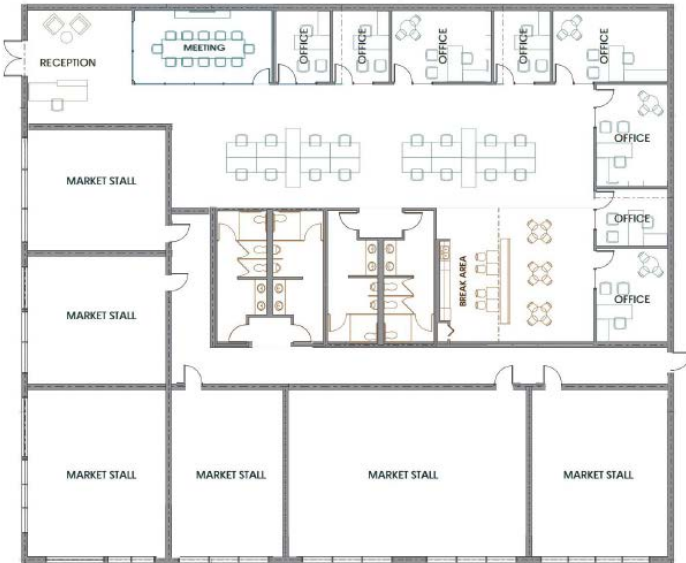 RECEPTION
MEETING
OFFICE
OFFICE
OFFICE
OFFICE
OFFICE
OFFICE
OFFICE
OFFICE
MARKET STALL
MARKET STALL
BREAK AREA
MARKET STALL
MARKET STALL
MARKET STALL
MARKET STALL